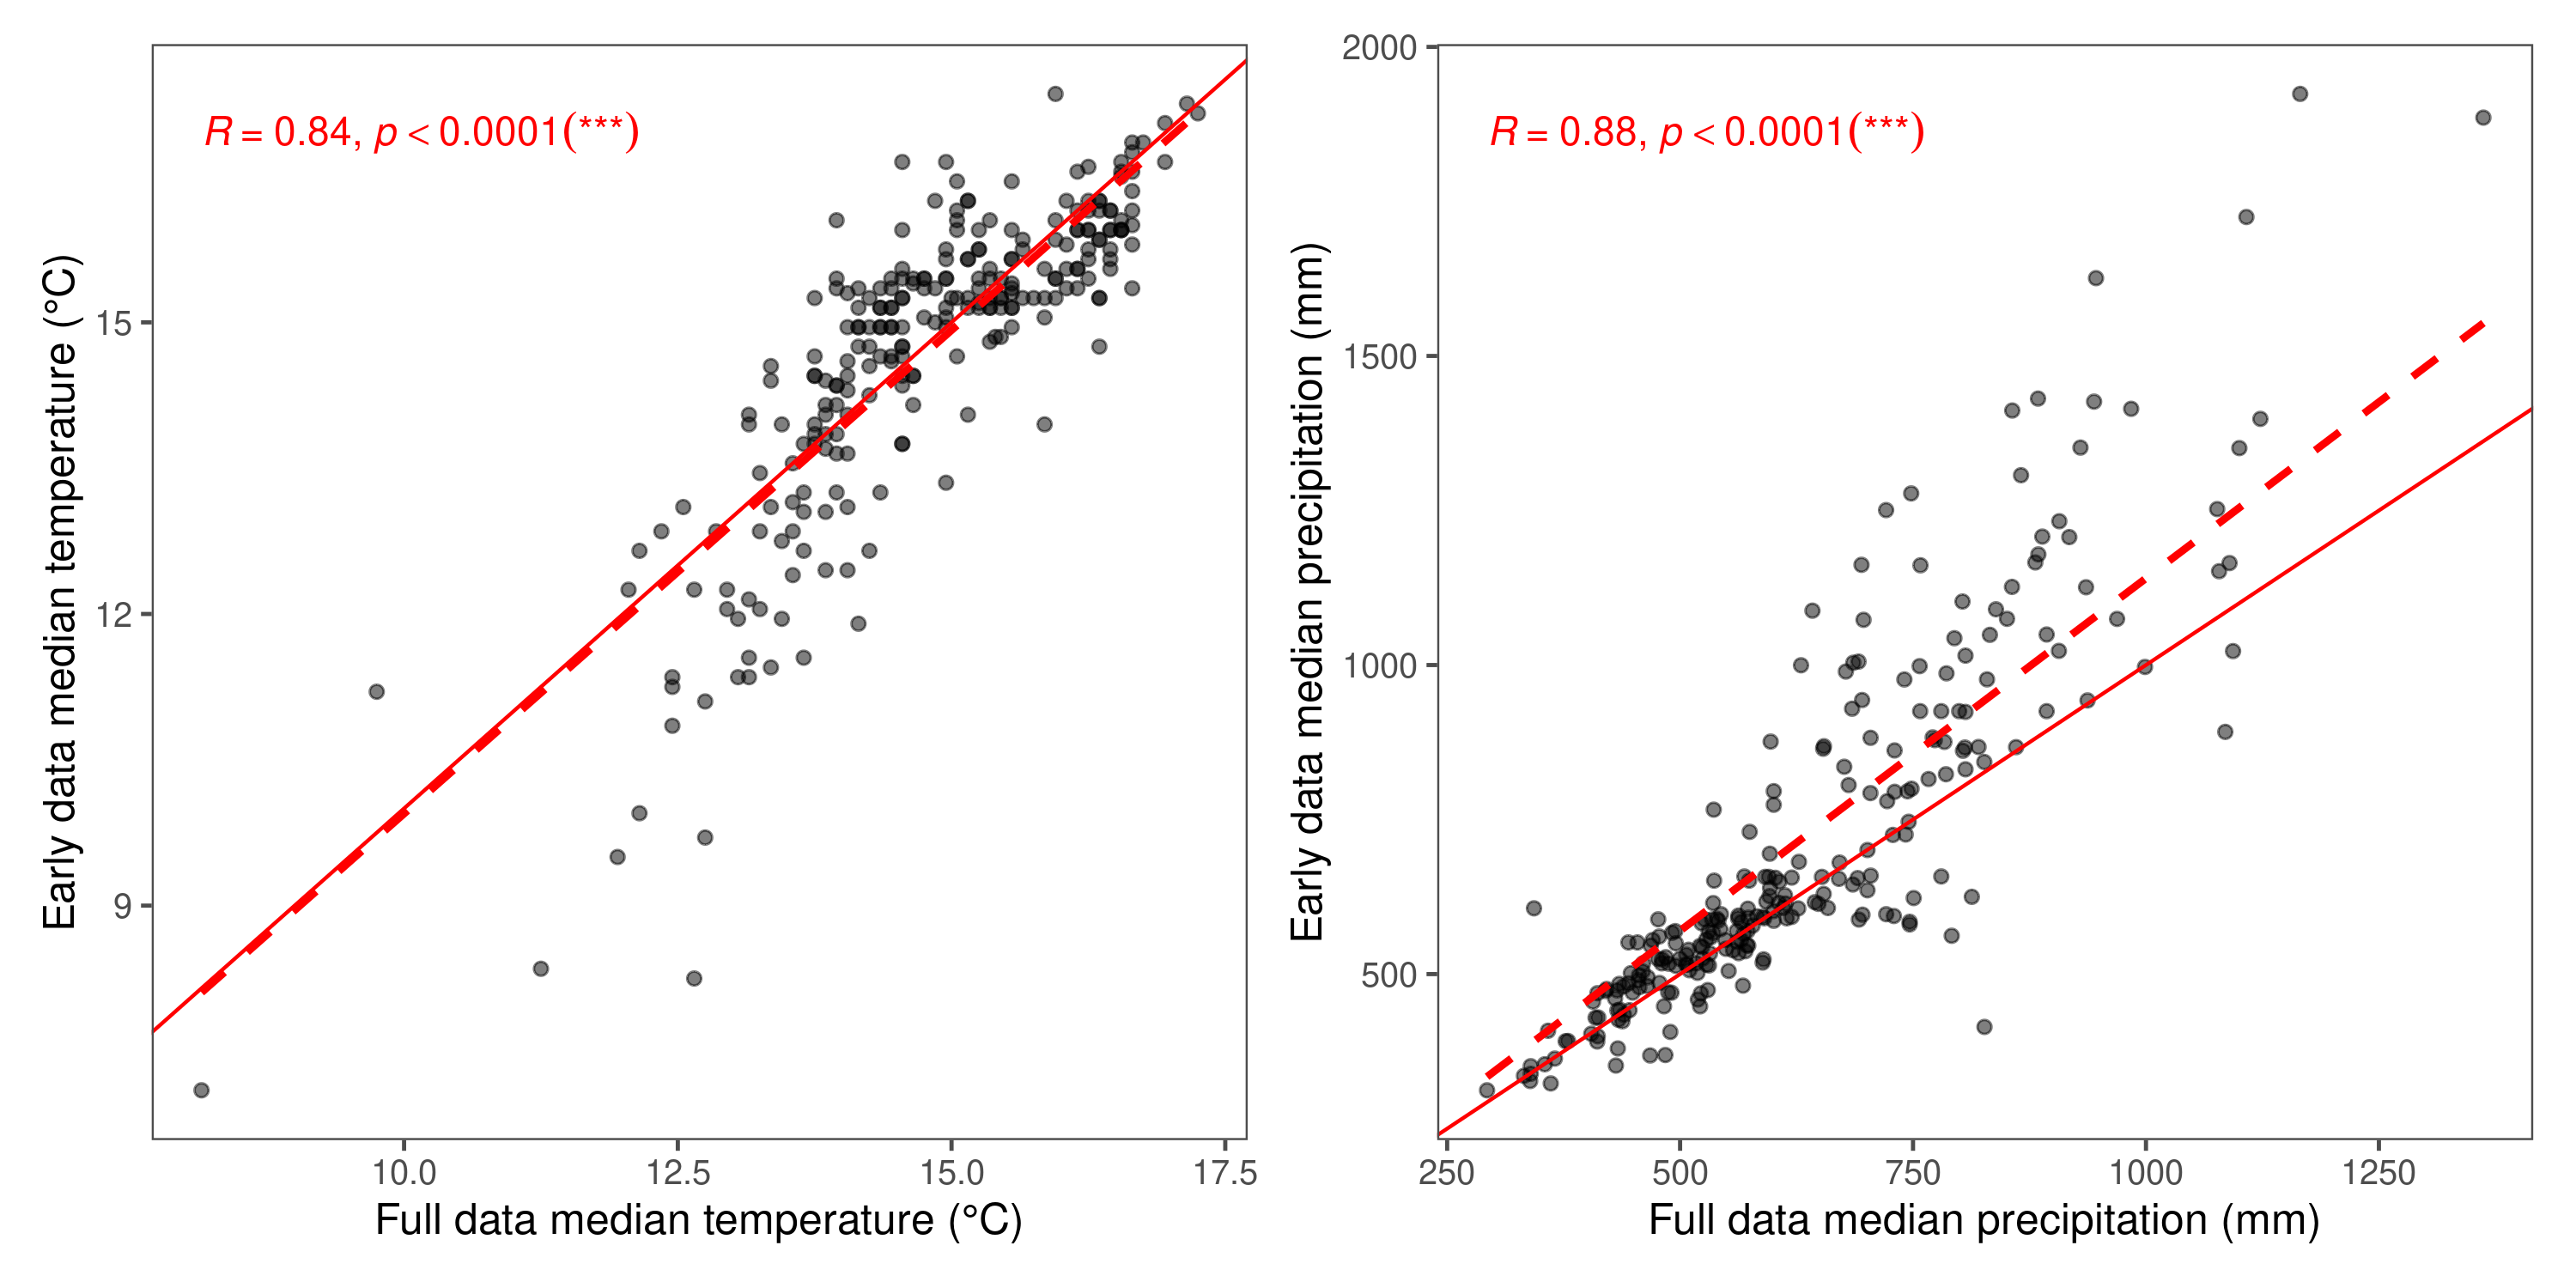 R = 0.84, p < 0.0001(***)
Early data median temperature (°C)
15
12
9
10.0 12.5 15.0 17.5
Full data median temperature (°C)
R = 0.88, p < 0.0001(***)
Early data median precipitation (mm)
2000
1500
1000
500
250 500 750 1000 1250
Full data median precipitation (mm)